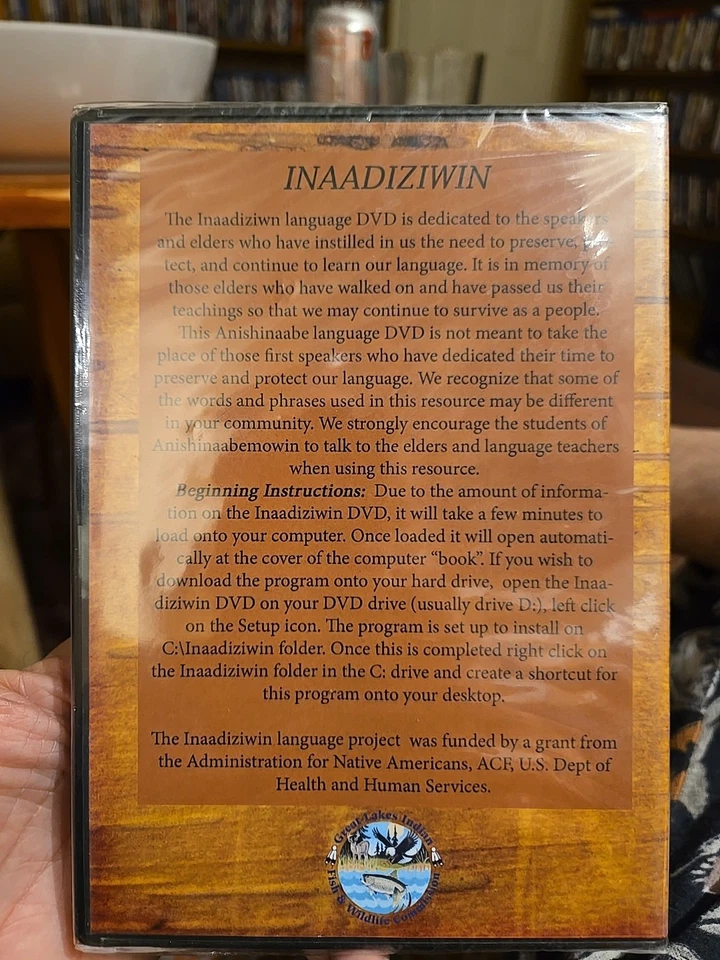 INAADIZIWIN
The Inaadiziwn language DVD is dedicated to the speakers
and elders who have instilled in us the need to preserve, pro-
tect, and continue to learn our language. It is in memory of
those elders who have walked on and have passed us their
teachings so that we may continue to survive as a people.
This Anishinaabe language DVD is not meant to take the
place of those first speakers who have dedicated their time to
preserve and protect our language. We recognize that some of
the words and phrases used in this resource may be different
in your community. We strongly encourage the students of
Anishinaabemowin to talk to the elders and language teachers
when using this resource.
Beginning Instructions: Due to the amount of informa-
tion on the Inaadiziwin DVD, it will take a few minutes to
load onto your computer. Once loaded it will open automati-
cally at the cover of the computer “book”. If you wish to
download the program onto your hard drive, open the Inaa-
diziwin DVD on your DVD drive (usually drive D:), left click
on the Setup icon. The program is set up to install on
C:\Inaadiziwin folder. Once this is completed right click on
the Inaadiziwin folder in the C: drive and create a shortcut for
this program onto your desktop.
The Inaadiziwin language project was funded by a grant from
the Administration for Native Americans, ACF, U.S. Dept of
Health and Human Services.
Great Lakes Indian
Fish & Wildlife Commission